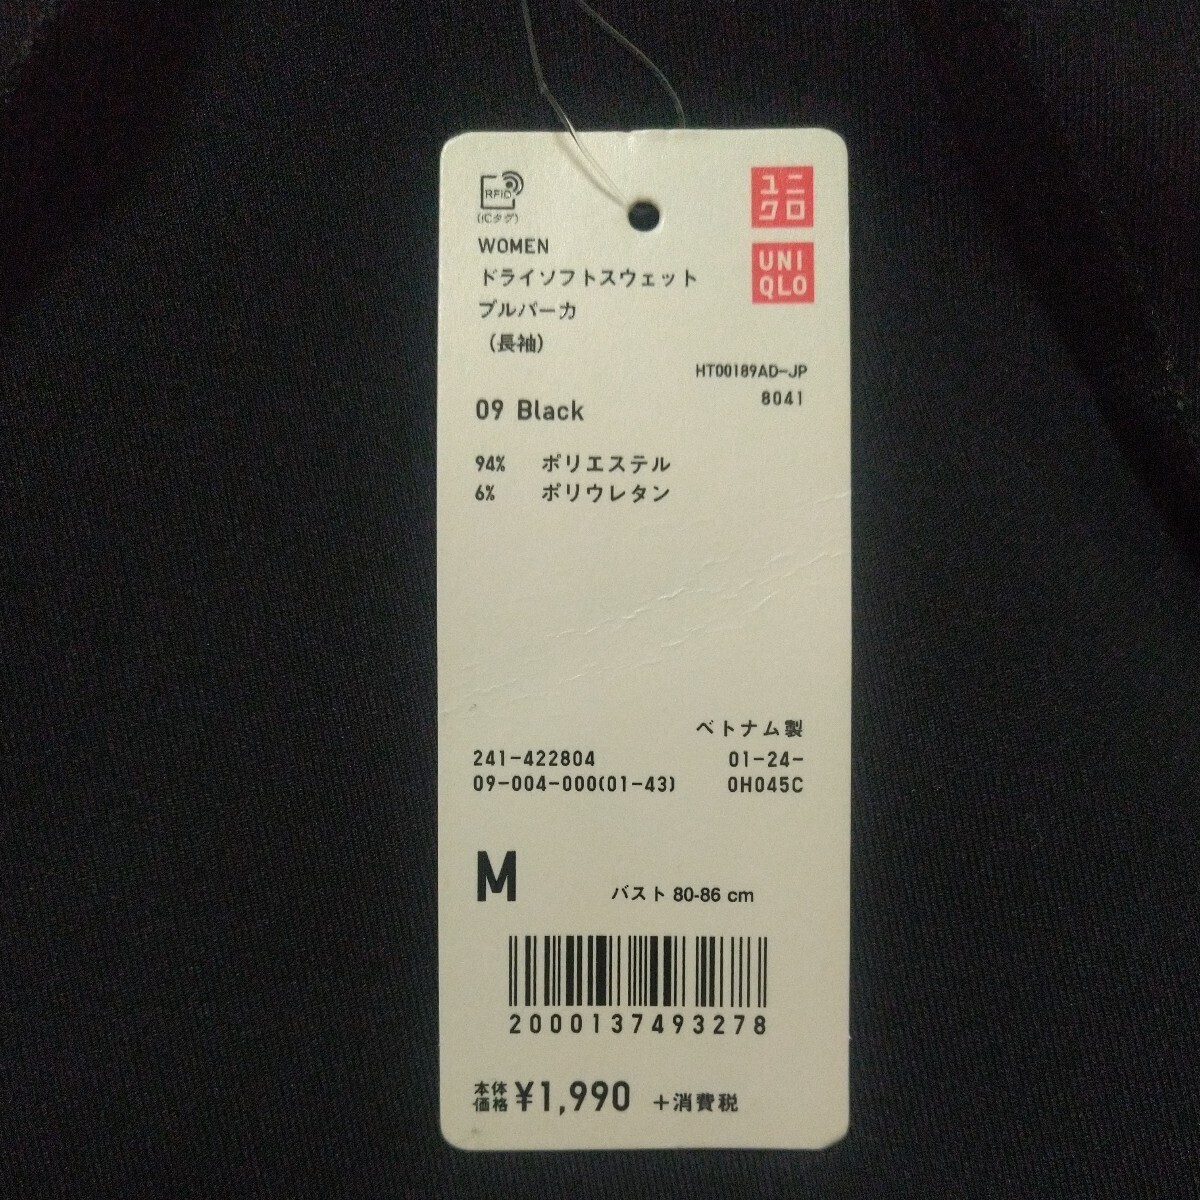 RFID
(ICタグ)
ユニ
クロ
UNI
QLO
WOMEN
ドライソフトスウェット
プルパーカ
（長袖）
HT00189AD-JP
8041
09 Black
94% ポリエステル
6% ポリウレタン
ベトナム製
241-422804 01-24-
09-004-000(01-43) 0H045C
M バスト 80-86 cm
2000137493278
本体価格 ¥1,990 +消費税